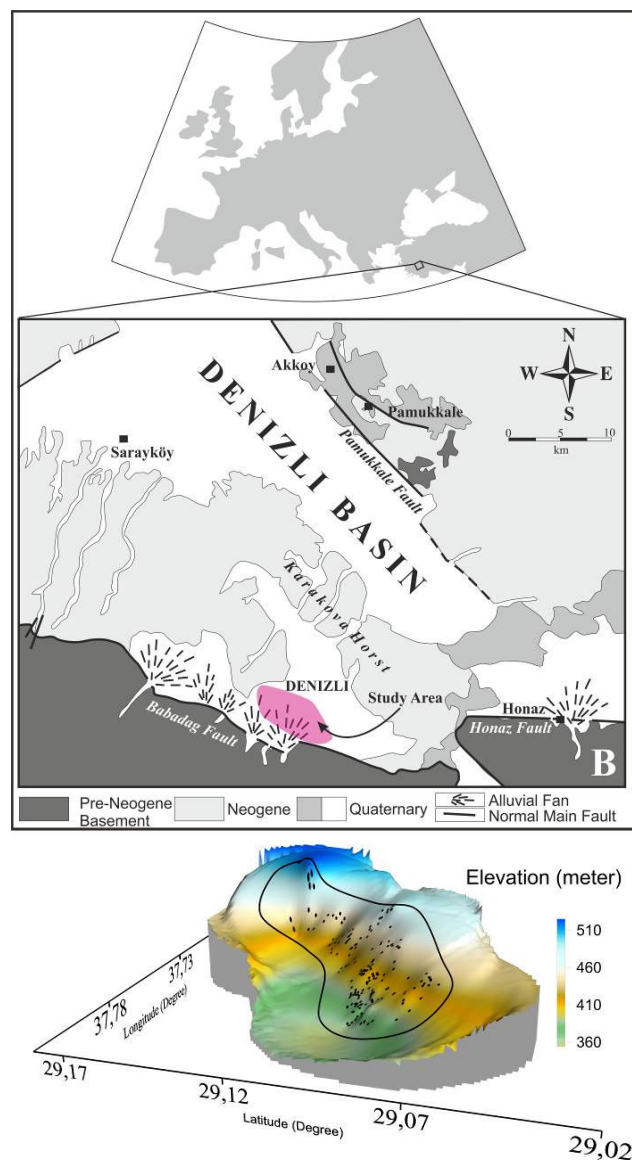 N
W E
S
Akkoy
Pamukkale
0 5 10
km
DENIZLI BASIN
Sarayköy
Pamukkale Fault
Karakova Horst
DENIZLI
Study Area
Honaz
Babadag Fault
Honaz Fault
B
Pre-Neogene Basement
Neogene
Quaternary
Alluvial Fan
Normal Main Fault
Elevation (meter)
510
460
410
360
37,73
37,78
Longitude (Degree)
29,17
29,12
29,07
29,02
Latitude (Degree)